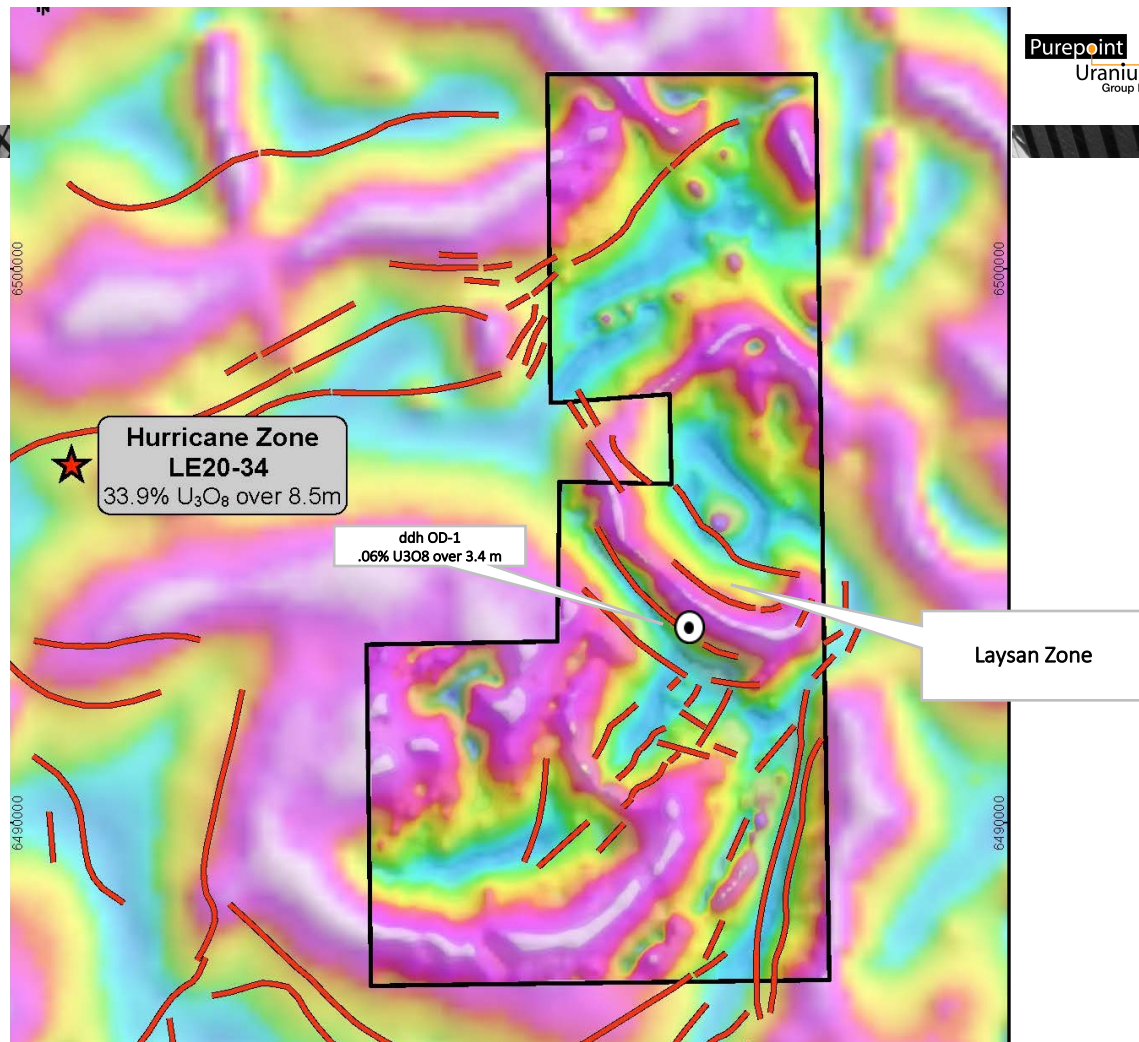 Purepoint
Uraniu
Group
6500000
6500000
Hurricane Zone
LE20-34
33.9% U₃O₈ over 8.5m
ddh OD-1
.06% U3O8 over 3.4 m
Laysan Zone
6490000
6490000